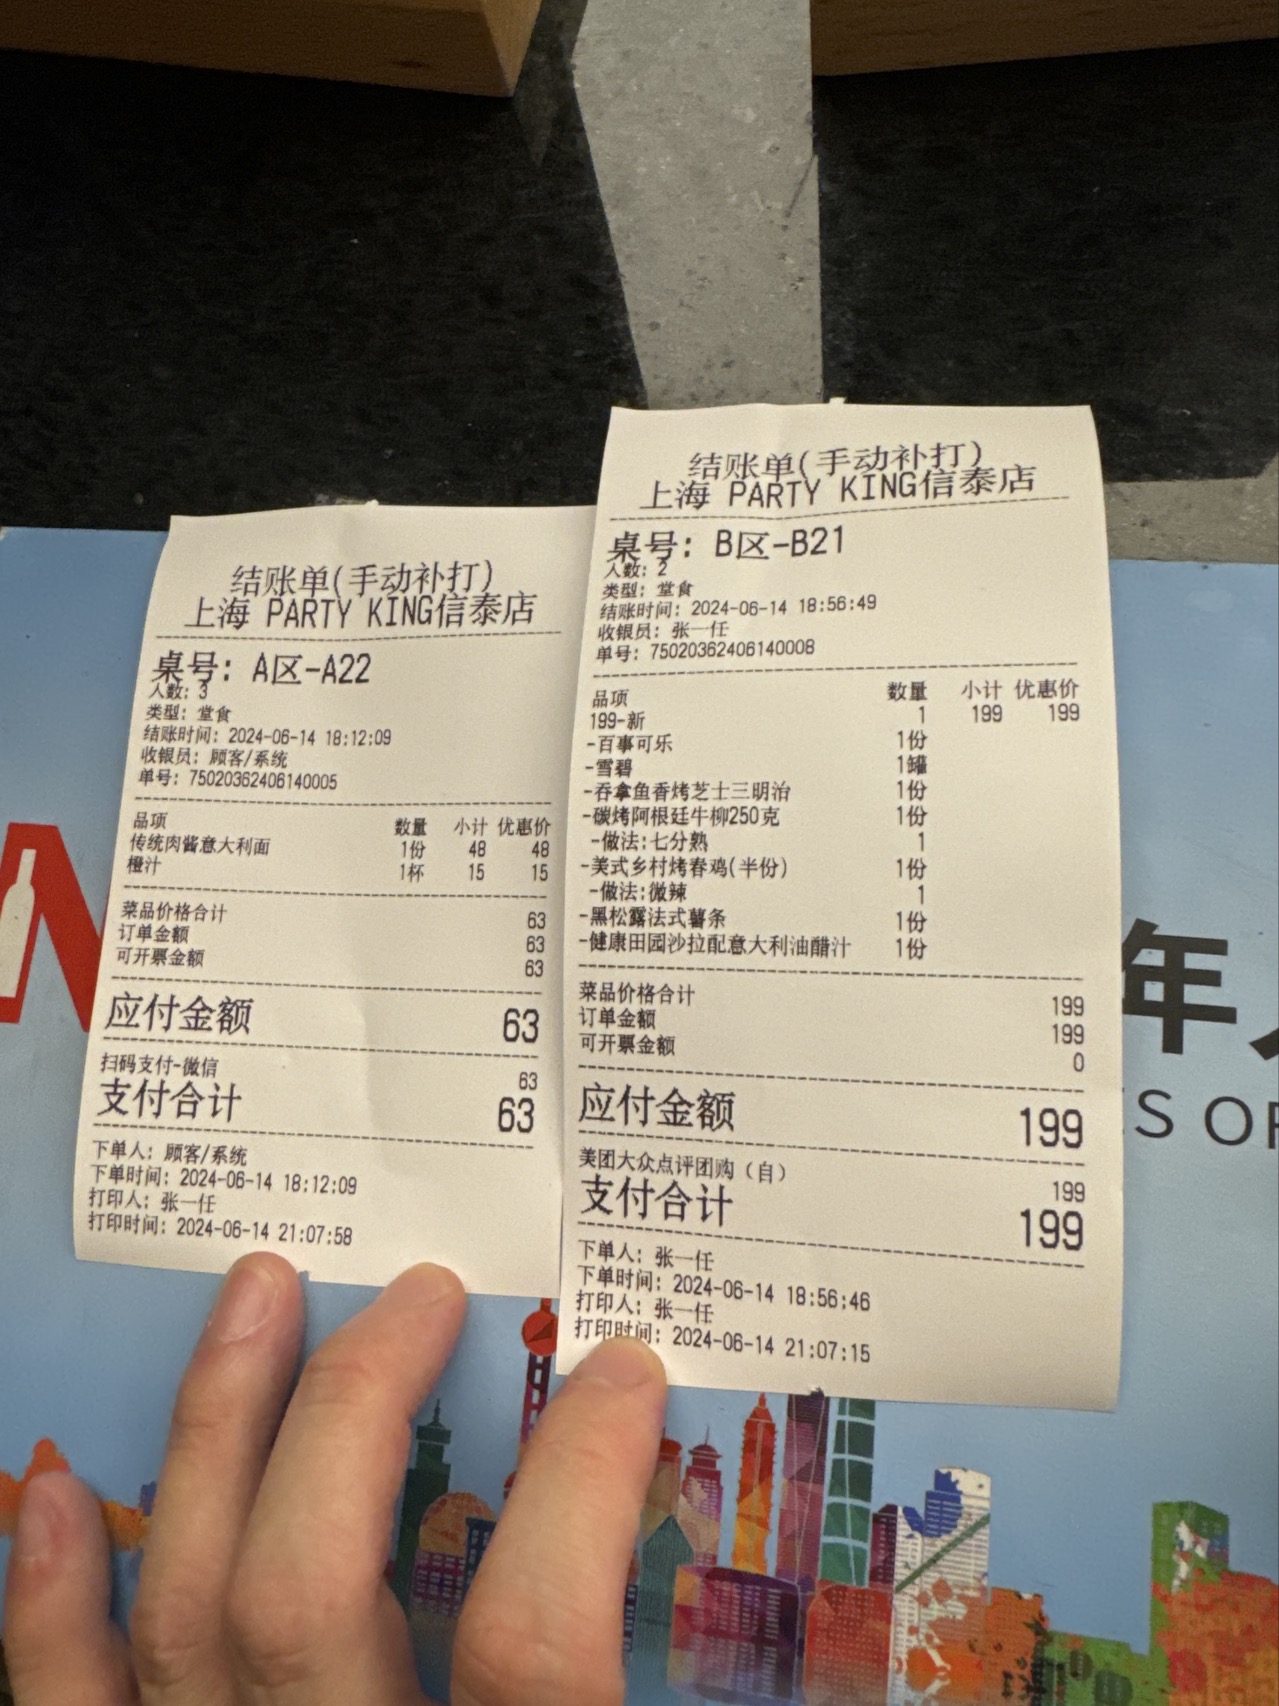 结账单(手动补打)
上海 PARTY KING信泰店
桌号: A区-A22
人数: 3
类型: 堂食
结账时间: 2024-06-14 18:12:09
收银员: 顾客/系统
单号: 75020362406140005
品项 数量 小计 优惠价
传统肉酱意大利面 1份 48 48
橙汁 1杯 15 15
菜品价格合计 63
订单金额 63
可开票金额 63
应付金额 63
扫码支付-微信 63
支付合计 63
下单人: 顾客/系统
下单时间: 2024-06-14 18:12:09
打印人: 张一任
打印时间: 2024-06-14 21:07:58
结账单(手动补打)
上海 PARTY KING信泰店
桌号: B区-B21
人数: 2
类型: 堂食
结账时间: 2024-06-14 18:56:49
收银员: 张一任
单号: 75020362406140008
品项 数量 小计 优惠价
199-新 1 199 199
-百事可乐 1份
-雪碧 1罐
-吞拿鱼香烤芝士三明治 1份
-碳烤阿根廷牛柳250克 1份
-做法:七分熟 1
-美式乡村烤春鸡(半份) 1份
-做法:微辣 1
-黑松露法式薯条 1份
-健康田园沙拉配意大利油醋汁 1份
菜品价格合计 199
订单金额 199
可开票金额 0
应付金额 199
美团大众点评团购（自） 199
支付合计 199
下单人: 张一任
下单时间: 2024-06-14 18:56:46
打印人: 张一任
打印时间: 2024-06-14 21:07:15
N
年
S OF